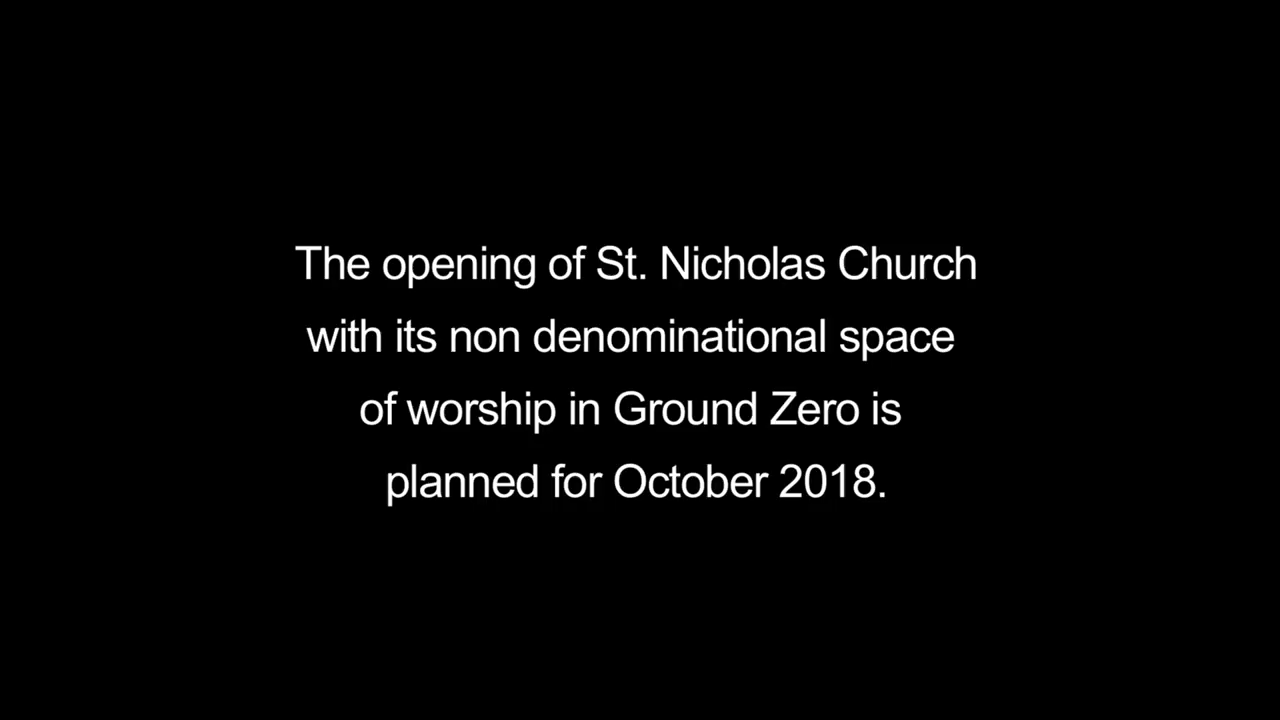 The opening of St. Nicholas Church
with its non denominational space
of worship in Ground Zero is
planned for October 2018.